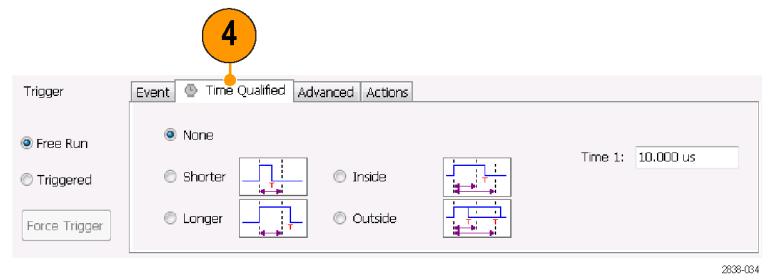 4
Trigger
Event Time Qualified Advanced Actions
Free Run
None
Time 1: 10.000 us
Triggered
Shorter T Inside T
Force Trigger
Longer T Outside T T
2838-034